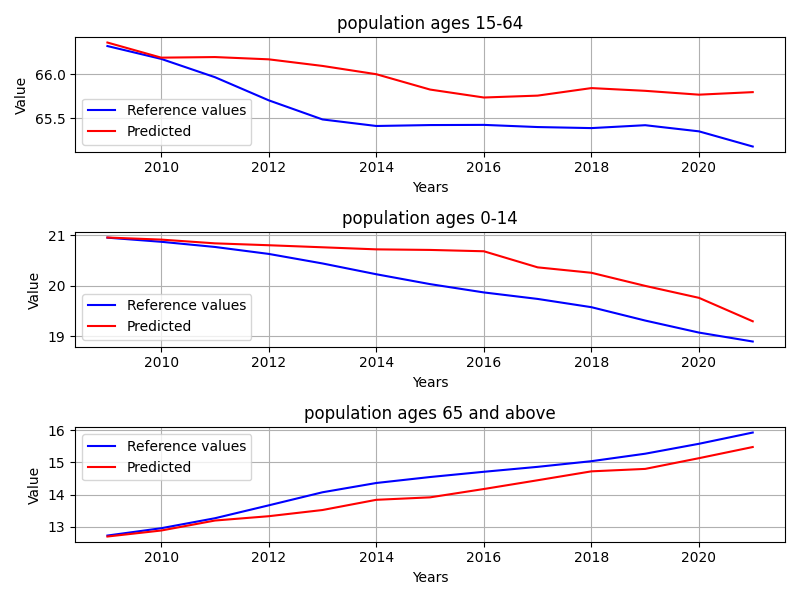 population ages 15-64
66.0
65.5
Value
Reference values
Predicted
2010 2012 2014 2016 2018 2020
Years
population ages 0-14
21
20
19
Value
Reference values
Predicted
2010 2012 2014 2016 2018 2020
Years
population ages 65 and above
16
15
14
13
Value
Reference values
Predicted
2010 2012 2014 2016 2018 2020
Years